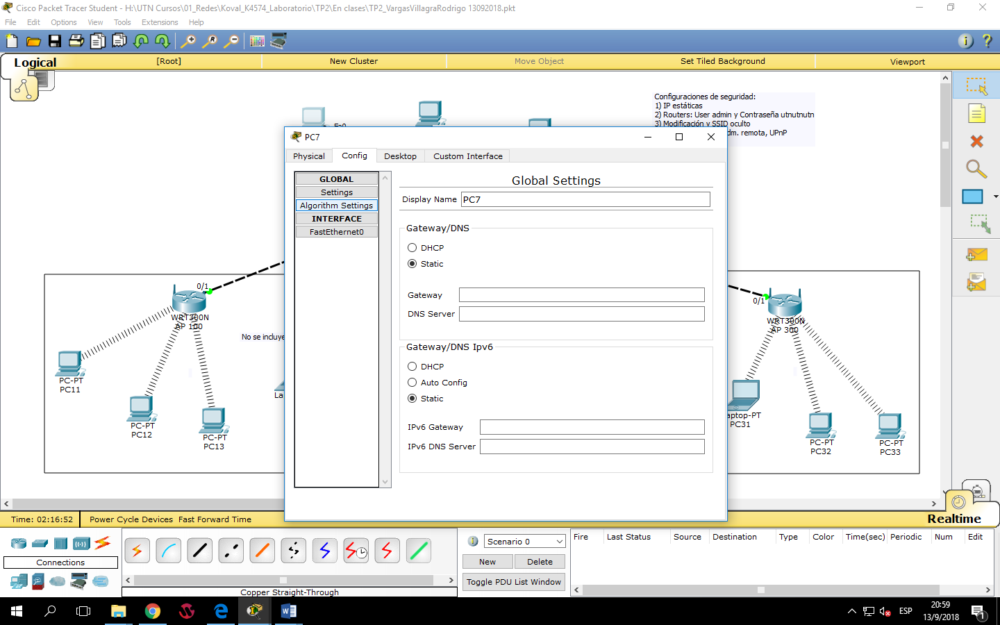 Cisco Packet Tracer Student - H:\UTN Cursos\01_Redes\Koval_K4574_Laboratorio\TP2\En clases\TP2_VargasVillagraRodrigo 13092018.pkt
File Edit Options View Tools Extensions Help
Logical [Root] New Cluster Move Object Set Tiled Background Viewport
Configuraciones de seguridad:
1) IP estáticas
2) Routers: User admin y Contraseña utnutnutn
3) Modificación y SSID oculto
dm. remota, UPnP
Fa0
PC7
Physical Config Desktop Custom Interface
GLOBAL
Settings
Algorithm Settings
INTERFACE
FastEthernet0
Global Settings
Display Name PC7
Gateway/DNS
DHCP
Static
Gateway
DNS Server
Gateway/DNS Ipv6
DHCP
Auto Config
Static
IPv6 Gateway
IPv6 DNS Server
0/1
WRT300N
AP 100
No se incluye
PC-PT
PC11
PC-PT
PC12
PC-PT
PC13
La
0/1
WRT300N
AP 300
aptop-PT
PC31
PC-PT
PC32
PC-PT
PC33
Realtime
Time: 02:16:52 Power Cycle Devices Fast Forward Time
Connections
Copper Straight-Through
Scenario 0
New Delete
Toggle PDU List Window
Fire Last Status Source Destination Type Color Time(sec) Periodic Num Edit
ESP
20:59
13/9/2018
1